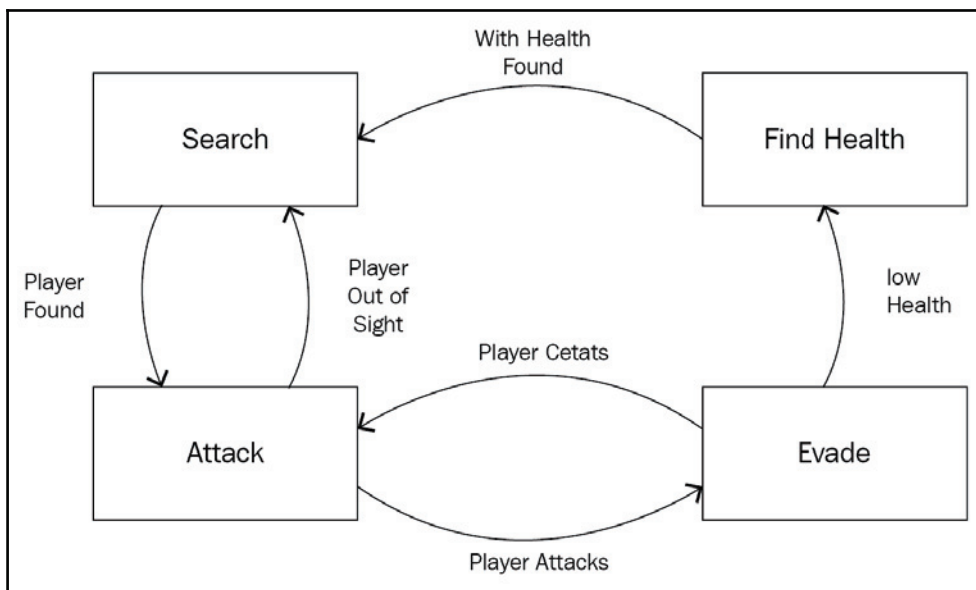 With Health
Found
Search
Find Health
Player
Found
Player
Out of
Sight
low
Health
Player Cetats
Attack
Evade
Player Attacks